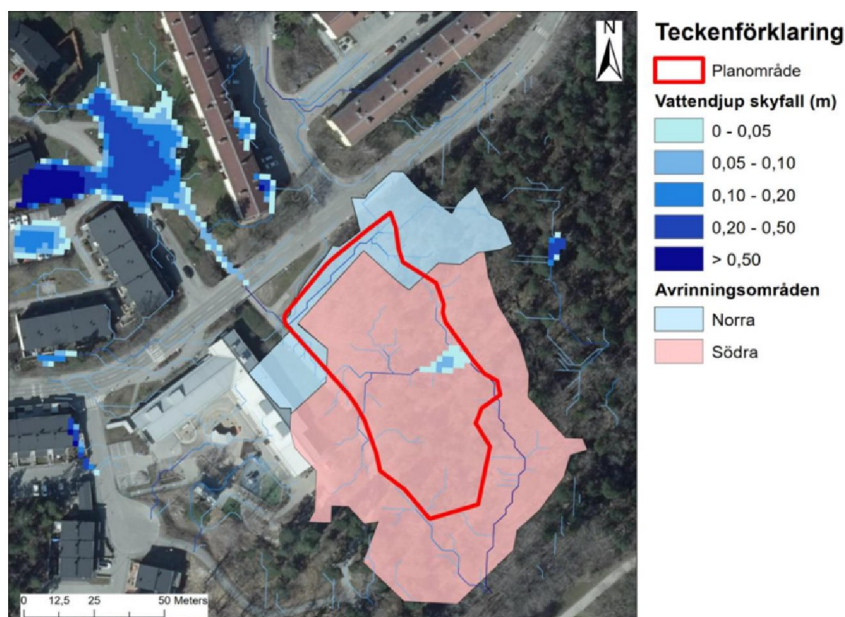 N
0 12,5 25 50 Meters
Teckenförklaring
Planområde
Vattendjup skyfall (m)
0 - 0,05
0,05 - 0,10
0,10 - 0,20
0,20 - 0,50
> 0,50
Avrinningsområden
Norra
Södra